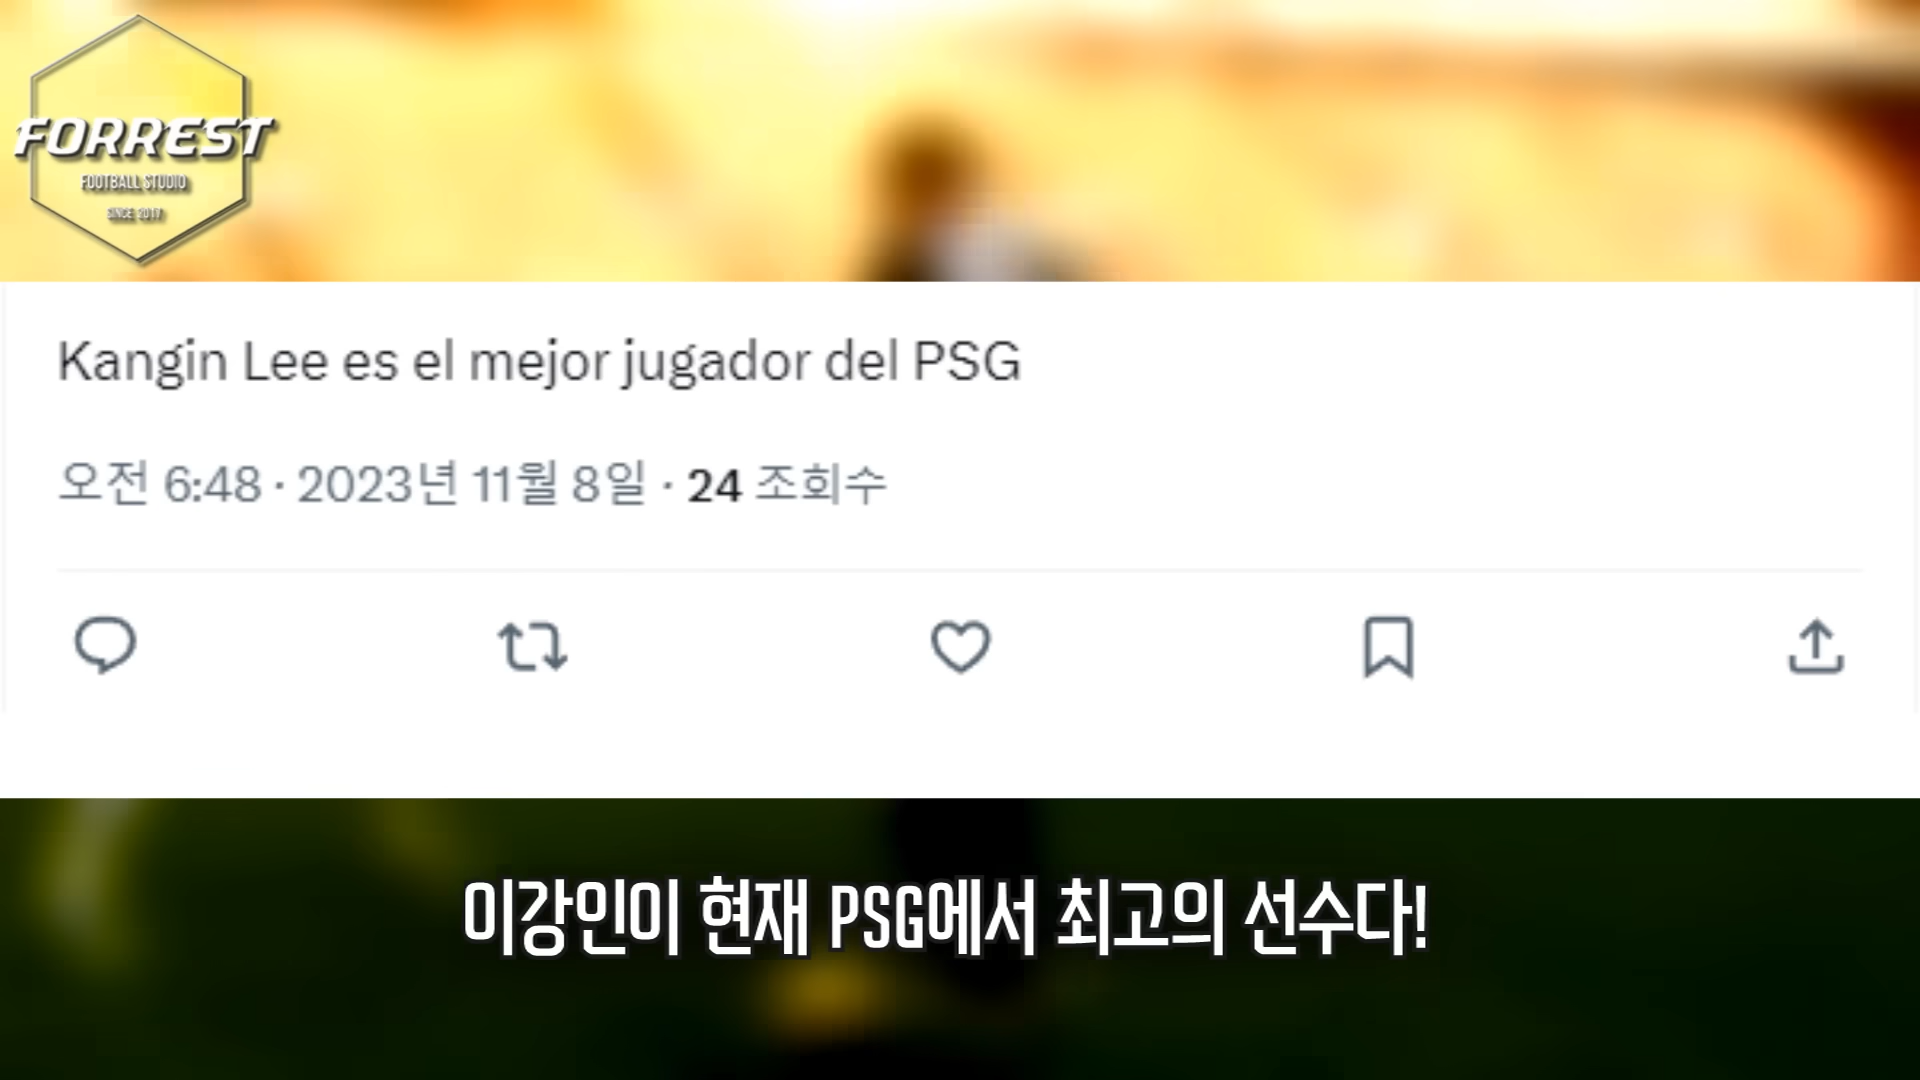 FORREST
FOOTBALL STUDIO
SINCE 2017
Kangin Lee es el mejor jugador del PSG
오전 6:48 · 2023년 11월 8일 · 24 조회수
이강인이 현재 PSG에서 최고의 선수다!